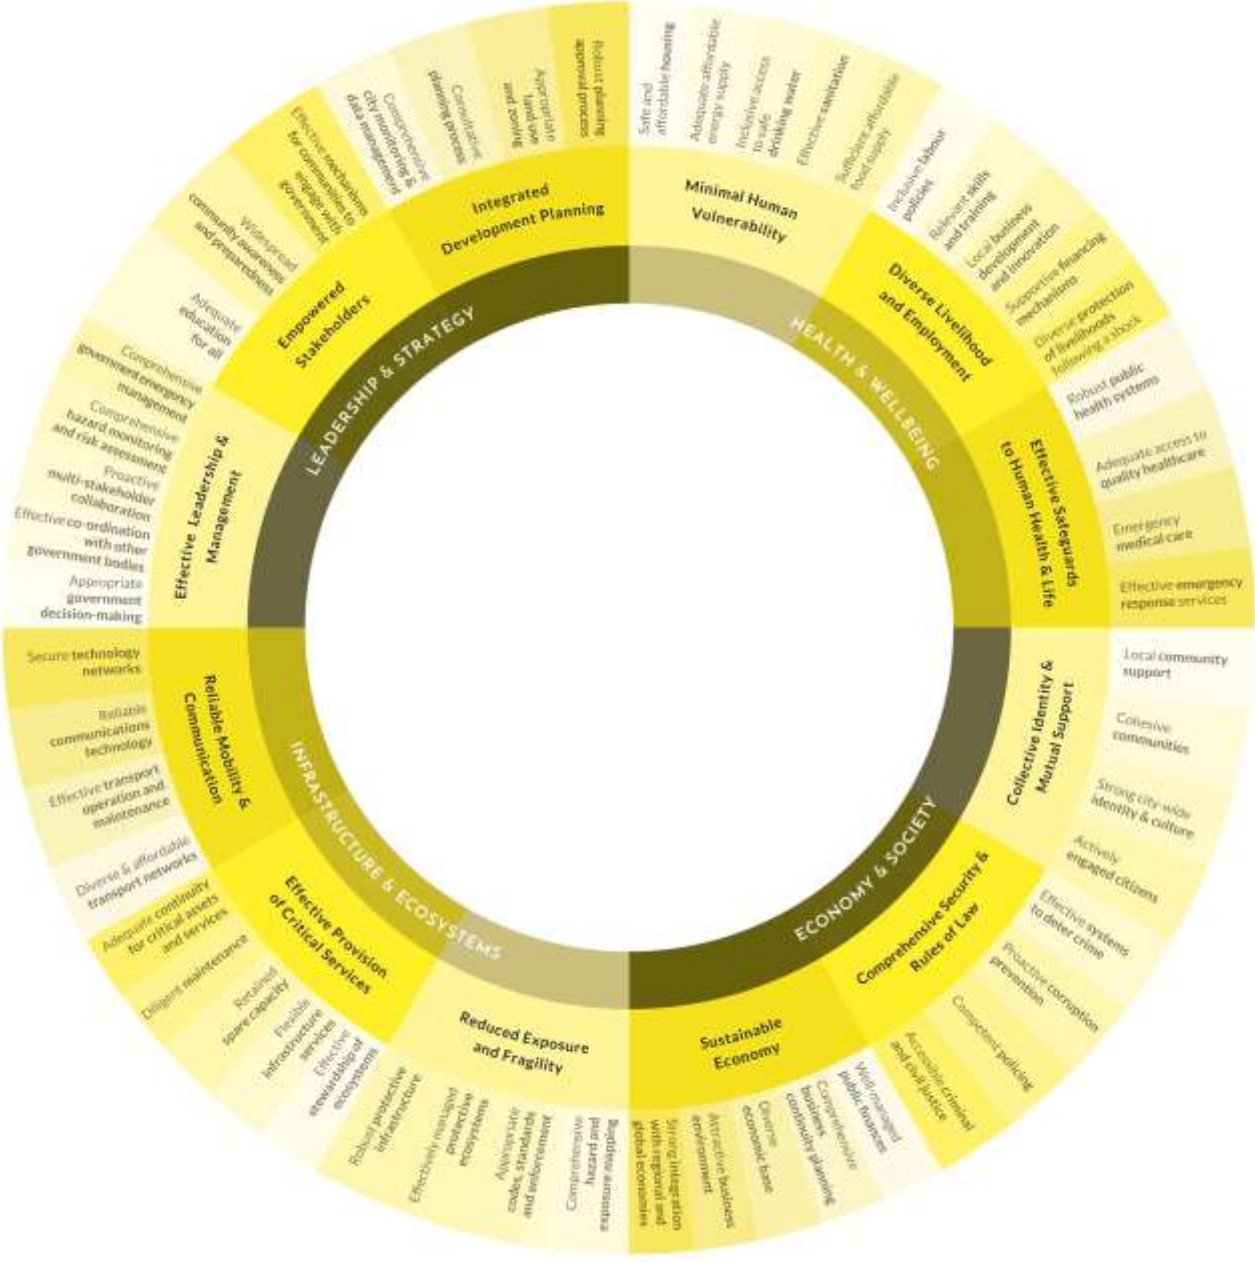 HEALTH & WELLBEING
Minimal Human
Vulnerability
Safe and
affordable housing
Adequate affordable
energy supply
Inclusive access
to safe
drinking water
Effective sanitation
Sufficient affordable
food supply
Diverse Livelihood
and Employment
Inclusive labour
policies
Relevant skills
and training
Local business
development
and innovation
Supportive financing
mechanisms
Diverse protection
of livelihoods
following a shock
Effective Safeguards
to Human Health & Life
Robust public
health systems
Adequate access to
quality healthcare
Emergency
medical care
Effective emergency
response services
ECONOMY & SOCIETY
Collective Identity &
Mutual Support
Local community
support
Cohesive
communities
Strong city-wide
identity & culture
Actively
engaged citizens
Comprehensive Security &
Rules of Law
Effective systems
to deter crime
Proactive corruption
prevention
Competent policing
Accessible criminal
and civil justice
Sustainable
Economy
Well-managed
public finances
Comprehensive
business
continuity planning
Diverse
economic base
Attractive business
environment
Strong integration
with regional and
global economies
INFRASTRUCTURE & ECOSYSTEMS
Reduced Exposure
and Fragility
Comprehensive
hazard and
exposure mapping
Appropriate
codes, standards
and enforcement
Effectively managed
protective
ecosystems
Robust protective
infrastructure
Effective Provision
of Critical Services
Effective
stewardship of
ecosystems
Flexible
infrastructure
services
Retained
spare capacity
Diligent maintenance
Adequate continuity
for critical assets
and services
Reliable Mobility &
Communication
Diverse & affordable
transport networks
Effective transport
operation and
maintenance
Reliable
communications
technology
Secure technology
networks
LEADERSHIP & STRATEGY
Effective Leadership &
Management
Appropriate
government
decision-making
Effective co-ordination
with other
government bodies
Proactive
multi-stakeholder
collaboration
Comprehensive
hazard monitoring
and risk assessment
Comprehensive
government emergency
management
Empowered
Stakeholders
Adequate
education
for all
Widespread
community awareness
and preparedness
Effective mechanisms
for communities to
engage with
government
Integrated
Development Planning
Comprehensive
city monitoring &
data management
Consultative
planning process
Appropriate
land use
and zoning
Robust planning
approval process